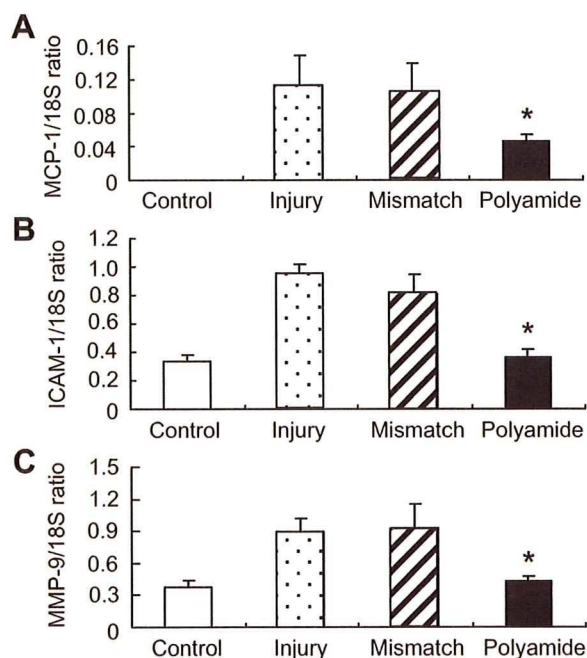 A
MCP-1/18S ratio
0.16
0.12
0.08
0.04
0
*
Control Injury Mismatch Polyamide
B
ICAM-1/18S ratio
1.2
1.0
0.8
0.6
0.4
0.2
0
*
Control Injury Mismatch Polyamide
C
MMP-9/18S ratio
1.5
1.2
0.9
0.6
0.3
0
*
Control Injury Mismatch Polyamide